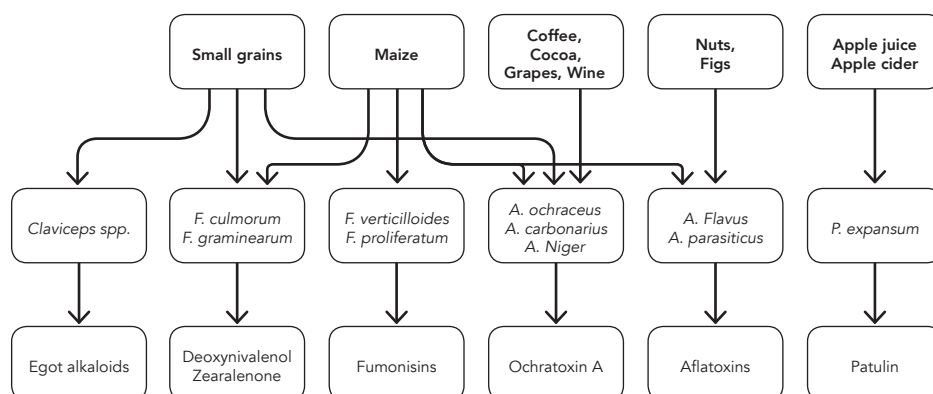 Small grains
Maize
Coffee,
Cocoa,
Grapes, Wine
Nuts,
Figs
Apple juice
Apple cider
Claviceps spp.
F. culmorum
F. graminearum
F. verticilloides
F. proliferatum
A. ochraceus
A. carbonarius
A. Niger
A. Flavus
A. parasiticus
P. expansum
Egot alkaloids
Deoxynivalenol
Zearalenone
Fumonisins
Ochratoxin A
Aflatoxins
Patulin